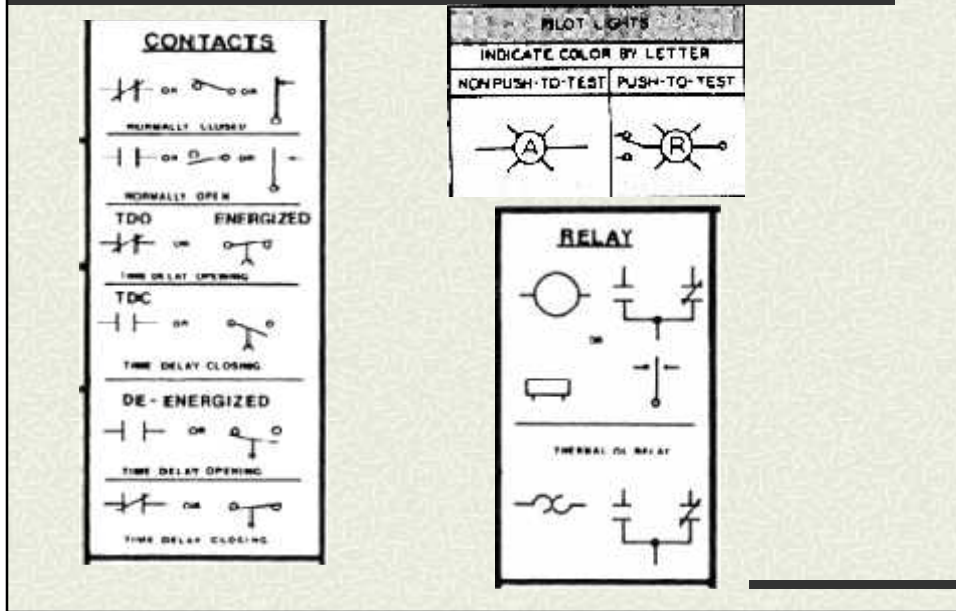 CONTACTS
OR OR
NORMALLY CLOSED
OR OR
NORMALLY OPEN
TDO ENERGIZED
OR
TIME DELAY OPENING
TDC
OR
TIME DELAY CLOSING
DE-ENERGIZED
OR
TIME DELAY OPENING
OR
TIME DELAY CLOSING
PILOT LIGHTS
INDICATE COLOR BY LETTER
NON PUSH-TO-TEST PUSH-TO-TEST
A R
RELAY
OR
THERMAL OL RELAY